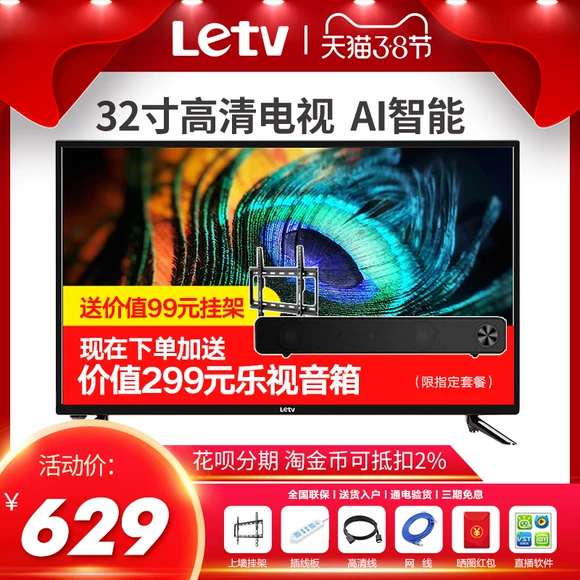 Letv 天猫3·8节
32寸高清电视 AI智能
送价值99元挂架
现在下单加送
价值299元乐视音箱
(限指定套餐)
Letv
活动价:
¥629
花呗分期 淘金币可抵扣2%
全国联保 | 送货入户 | 通电验货 | 三期免息
上墙挂架 插线板 高清线 网线 晒图红包 直播软件